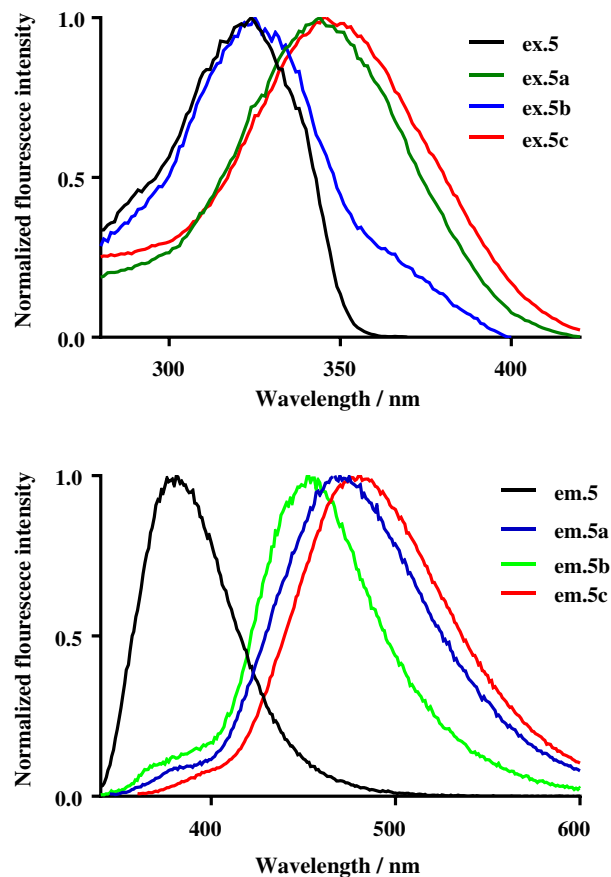 Normalized flourescece intensity
1.0
0.5
0.0
300
350
400
Wavelength / nm
ex.5
ex.5a
ex.5b
ex.5c
Normalized flourescece intensity
1.0
0.5
0.0
400
500
600
Wavelength / nm
em.5
em.5a
em.5b
em.5c